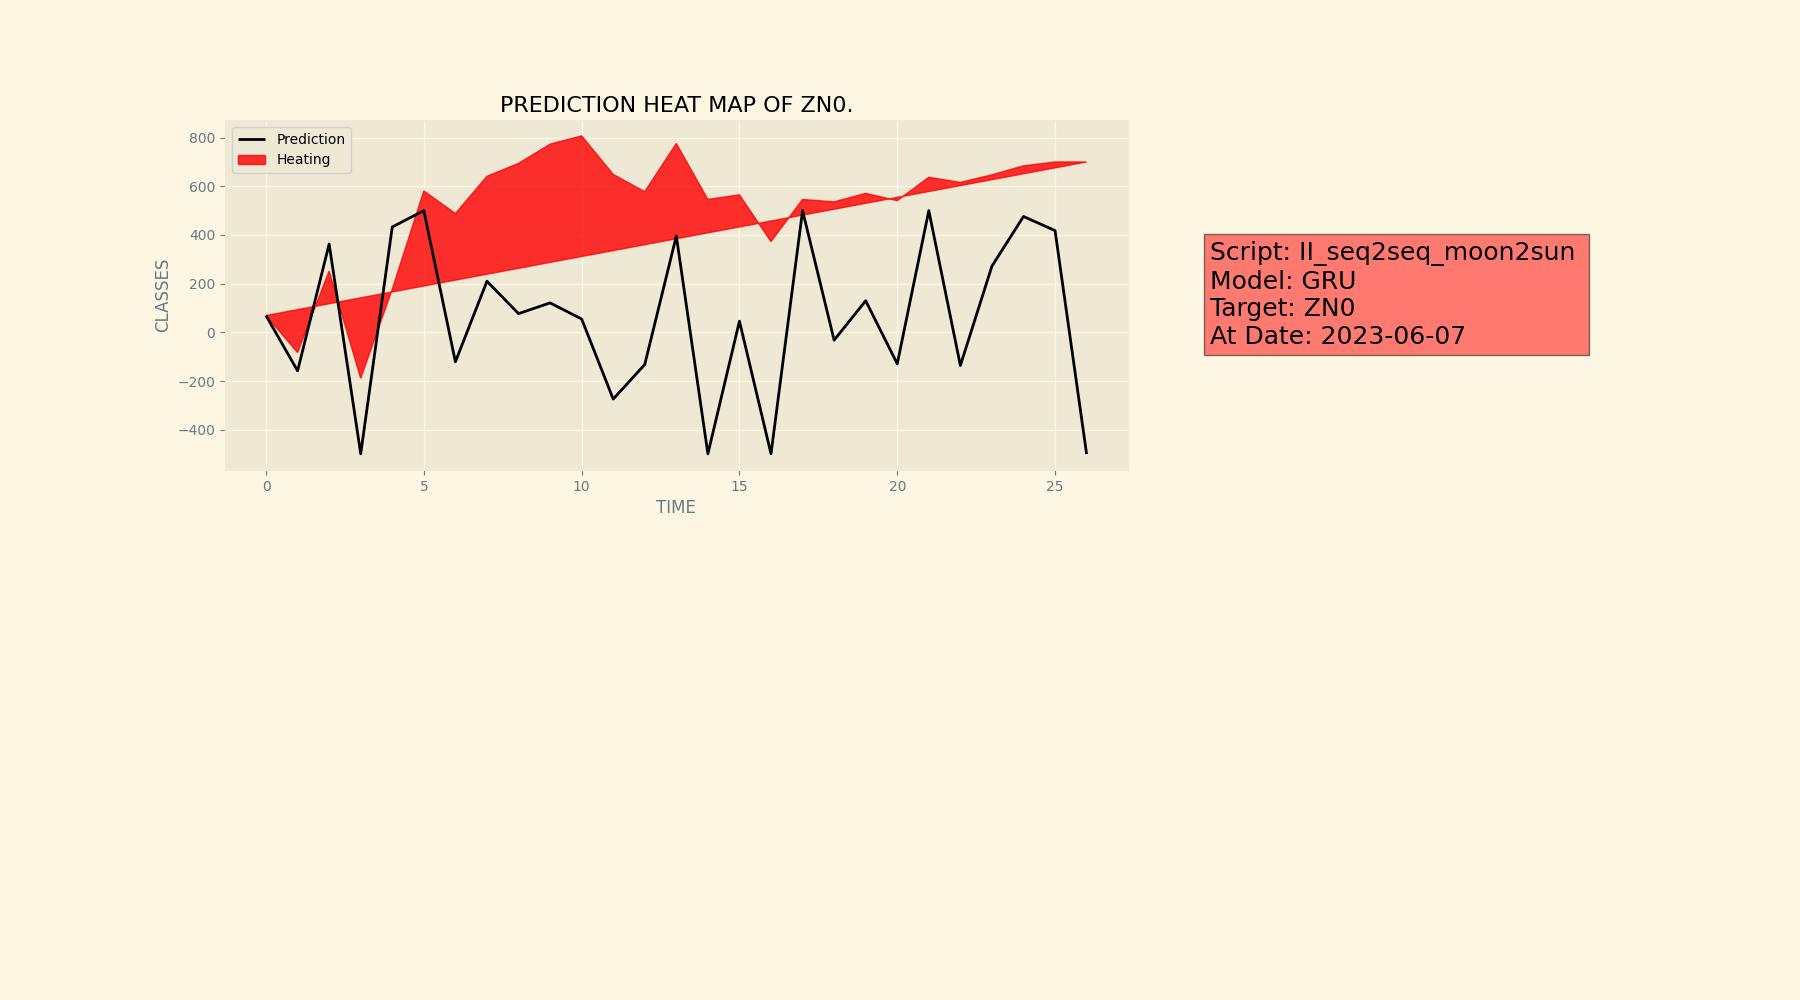 PREDICTION HEAT MAP OF ZN0.
Prediction
Heating
800
600
400
200
0
−200
−400
CLASSES
0 5 10 15 20 25
TIME
Script: II_seq2seq_moon2sun
Model: GRU
Target: ZN0
At Date: 2023-06-07